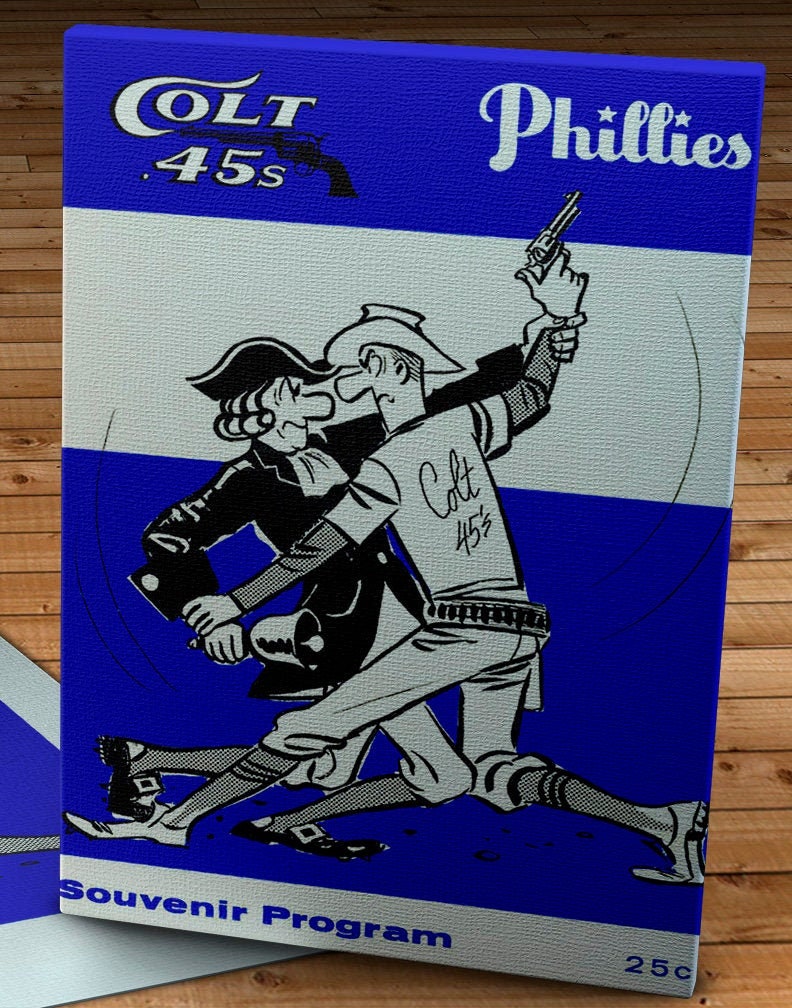 COLT
.45s
Phillies
Colt
45's
Souvenir Program
25c